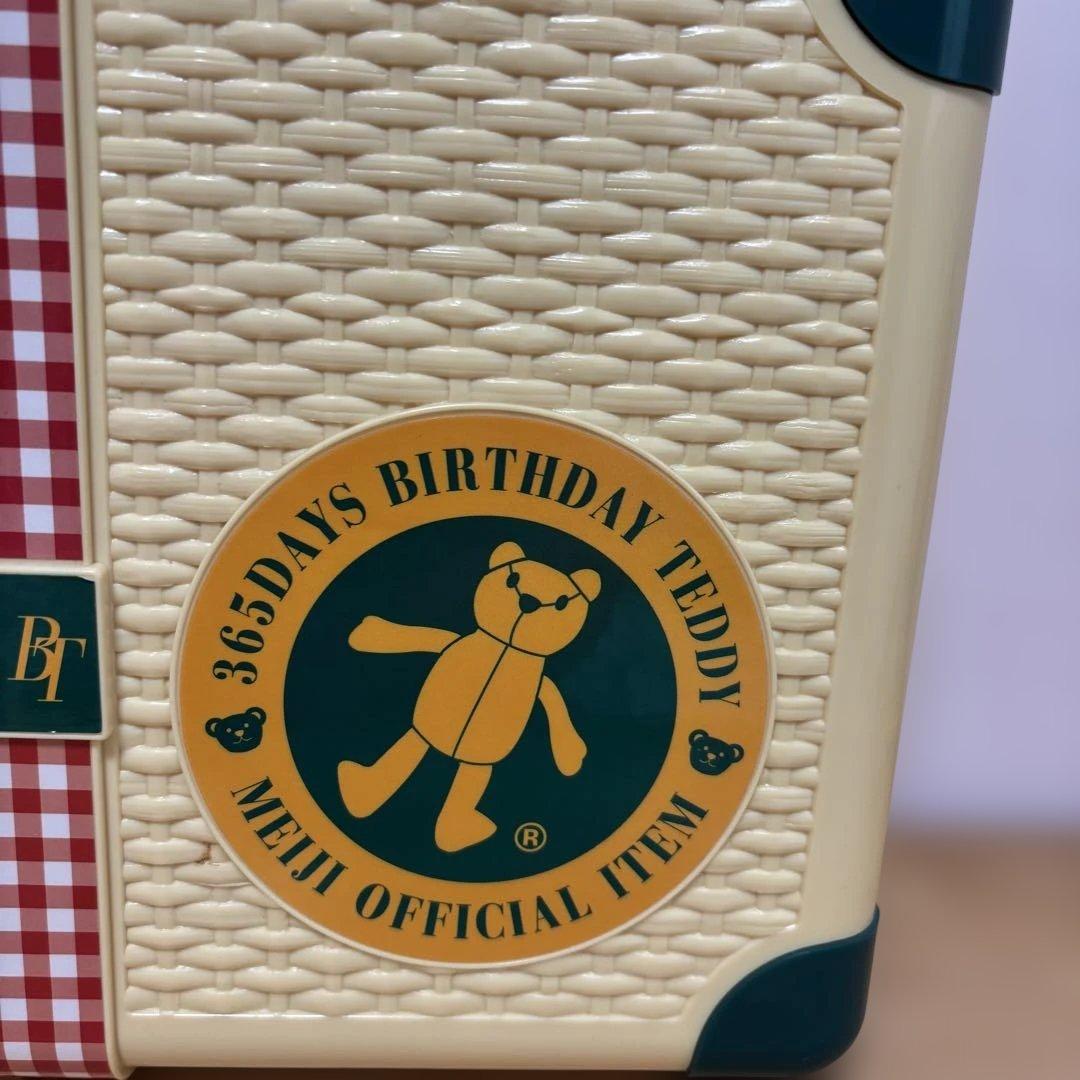 365DAYS BIRTHDAY TEDDY
BT
®
MEIJI OFFICIAL ITEM